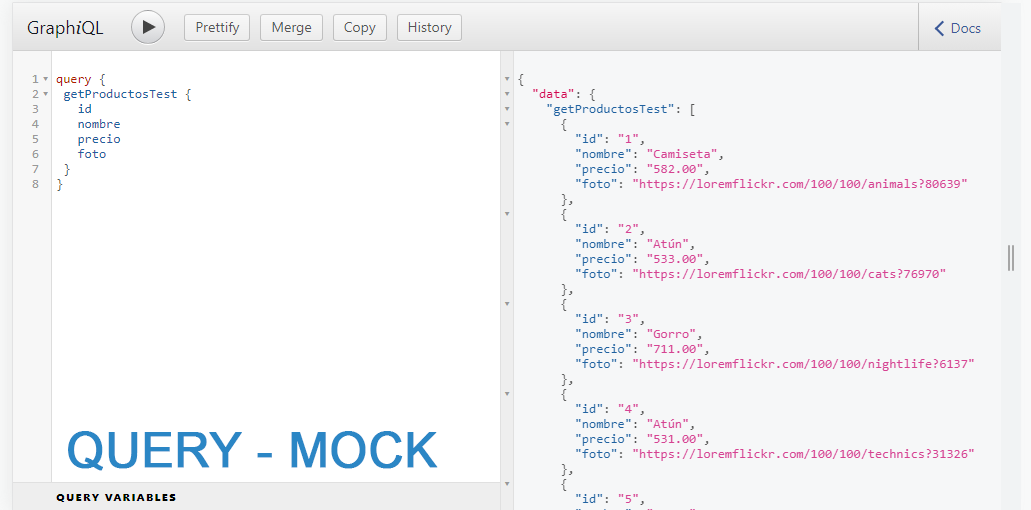 GraphiQL
Prettify
Merge
Copy
History
Docs
1 query {
2 getProductosTest {
3 id
4 nombre
5 precio
6 foto
7 }
8 }
QUERY - MOCK
QUERY VARIABLES
{
"data": {
"getProductosTest": [
{
"id": "1",
"nombre": "Camiseta",
"precio": "582.00",
"foto": "https://loremflickr.com/100/100/animals?80639"
},
{
"id": "2",
"nombre": "Atún",
"precio": "533.00",
"foto": "https://loremflickr.com/100/100/cats?76970"
},
{
"id": "3",
"nombre": "Gorro",
"precio": "711.00",
"foto": "https://loremflickr.com/100/100/nightlife?6137"
},
{
"id": "4",
"nombre": "Atún",
"precio": "531.00",
"foto": "https://loremflickr.com/100/100/technics?31326"
},
{
"id": "5",